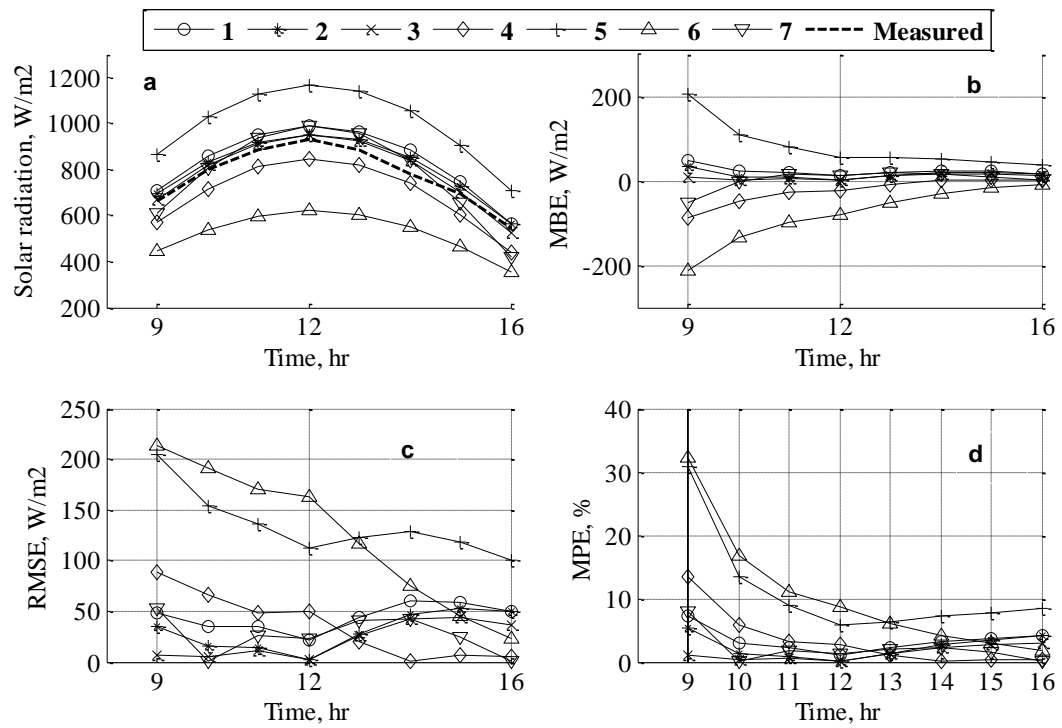 1 2 3 4 5 6 7 Measured
a
Solar radiation, W/m2
1200
1000
800
600
400
200
9 12 16
Time, hr
b
MBE, W/m2
200
0
-200
9 12 16
Time, hr
c
RMSE, W/m2
250
200
150
100
50
0
9 12 16
Time, hr
d
MPE, %
40
30
20
10
0
9 10 11 12 13 14 15 16
Time, hr